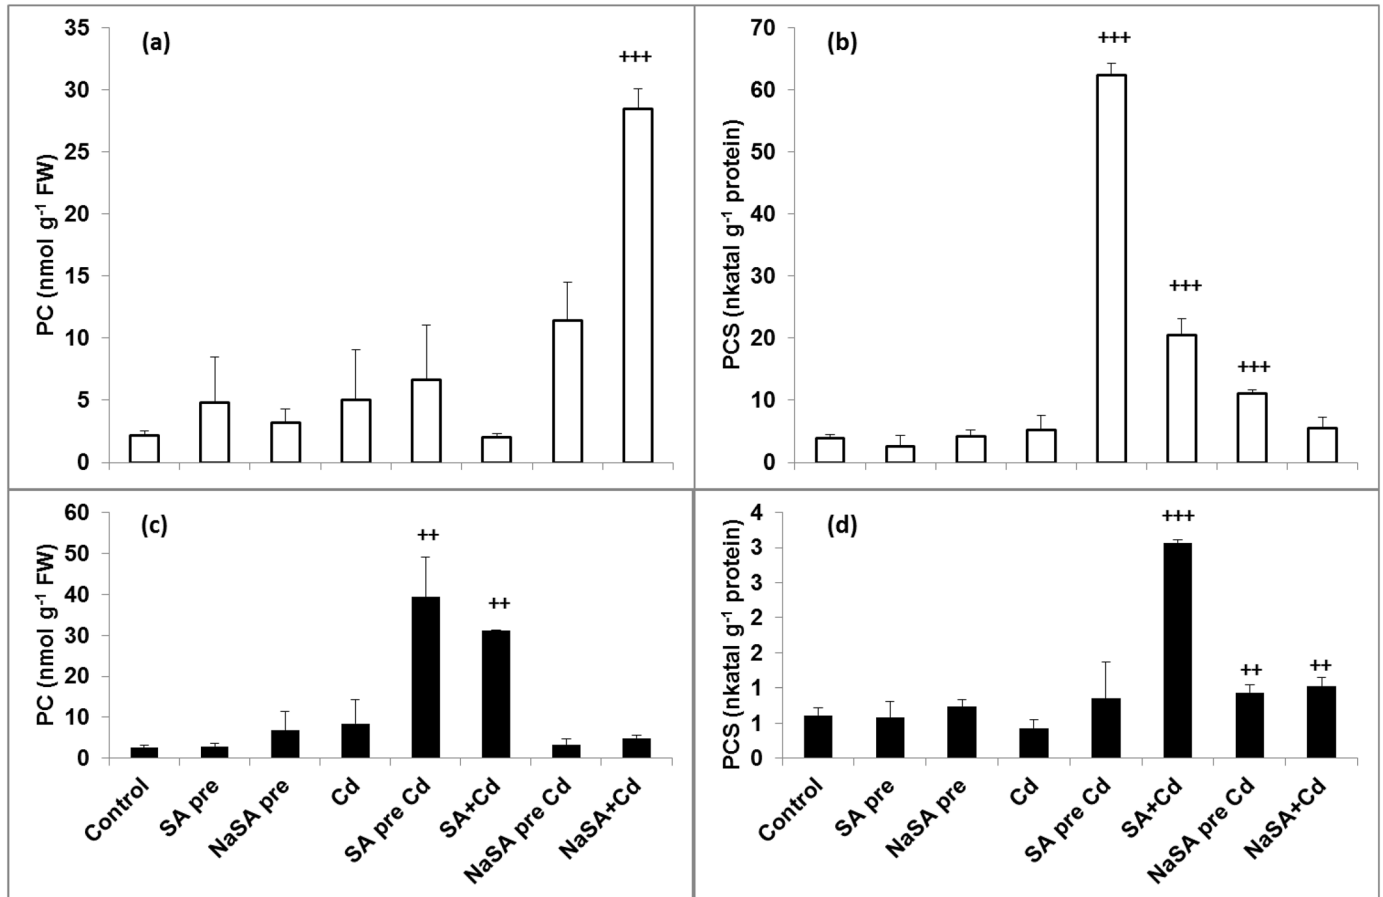 (a)
PC (nmol g⁻¹ FW)
35
30
25
20
15
10
5
0
+++
(b)
PCS (nkatal g⁻¹ protein)
70
60
50
40
30
20
10
0
+++
+++
+++
(c)
PC (nmol g⁻¹ FW)
60
50
40
30
20
10
0
++
++
Control
SA pre
NaSA pre
Cd
SA pre Cd
SA+Cd
NaSA pre Cd
NaSA+Cd
(d)
PCS (nkatal g⁻¹ protein)
4
3
3
2
2
1
1
0
+++
++
++
Control
SA pre
NaSA pre
Cd
SA pre Cd
SA+Cd
NaSA pre Cd
NaSA+Cd